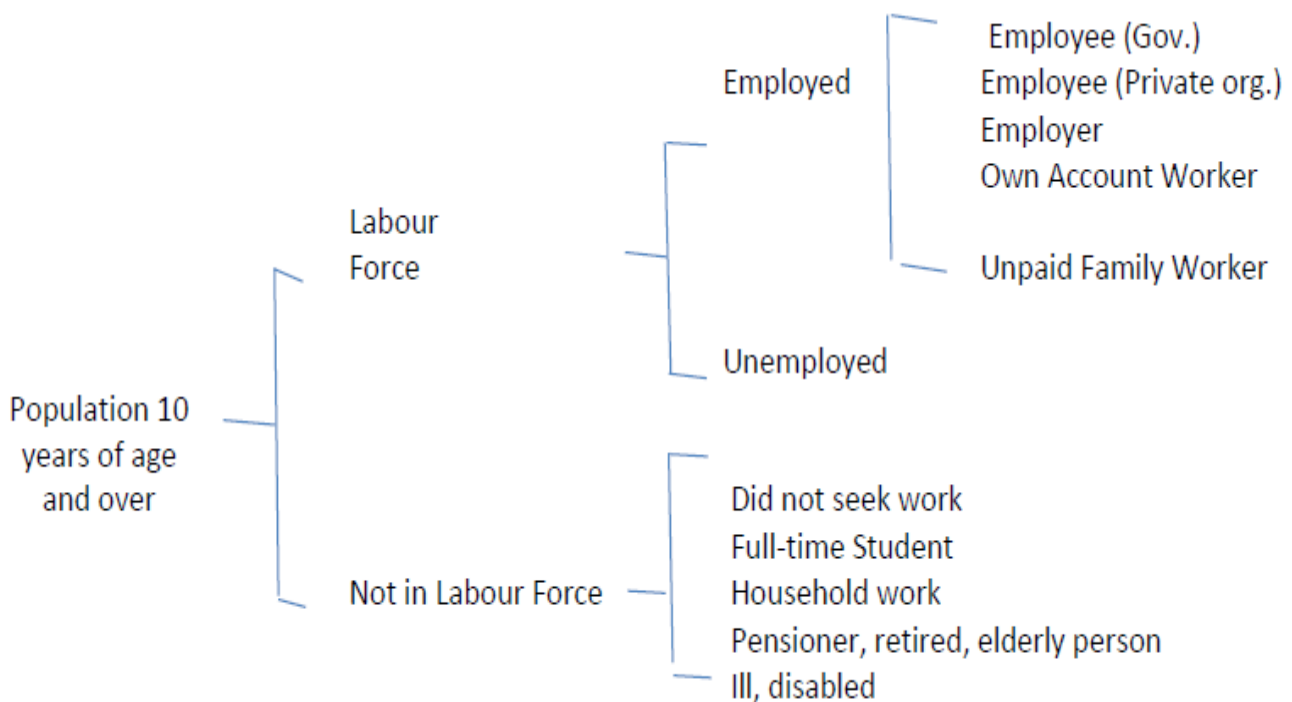 Employee (Gov.)
Employed
Employee (Private org.)
Employer
Own Account Worker
Labour
Force
Unpaid Family Worker
Unemployed
Population 10
years of age
and over
Did not seek work
Full-time Student
Not in Labour Force
Household work
Pensioner, retired, elderly person
Ill, disabled